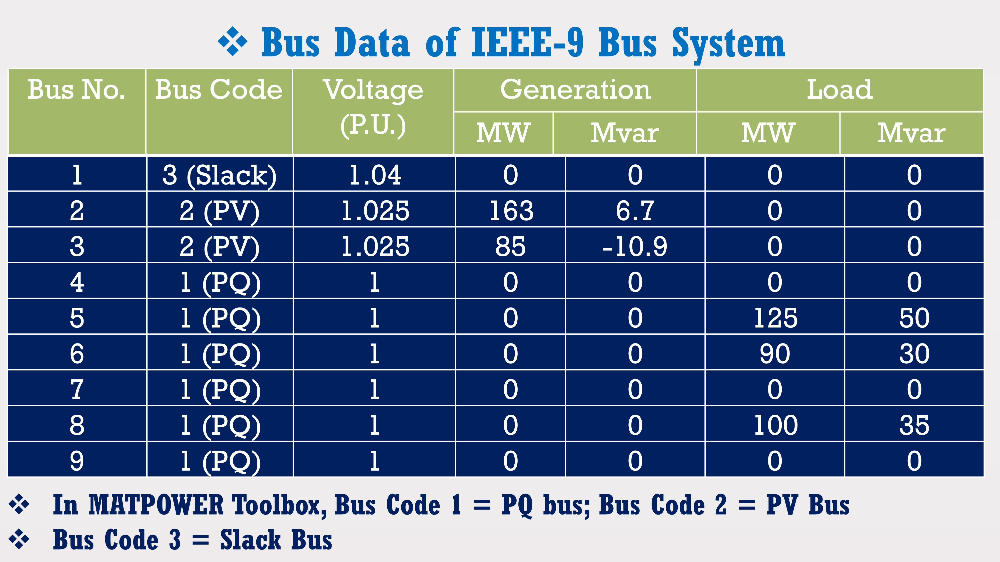 ❖ Bus Data of IEEE-9 Bus System
Bus No. Bus Code Voltage (P.U.) Generation Load
MW Mvar MW Mvar
1 3 (Slack) 1.04 0 0 0 0
2 2 (PV) 1.025 163 6.7 0 0
3 2 (PV) 1.025 85 -10.9 0 0
4 1 (PQ) 1 0 0 0 0
5 1 (PQ) 1 0 0 125 50
6 1 (PQ) 1 0 0 90 30
7 1 (PQ) 1 0 0 0 0
8 1 (PQ) 1 0 0 100 35
9 1 (PQ) 1 0 0 0 0
❖ In MATPOWER Toolbox, Bus Code 1 = PQ bus; Bus Code 2 = PV Bus
❖ Bus Code 3 = Slack Bus